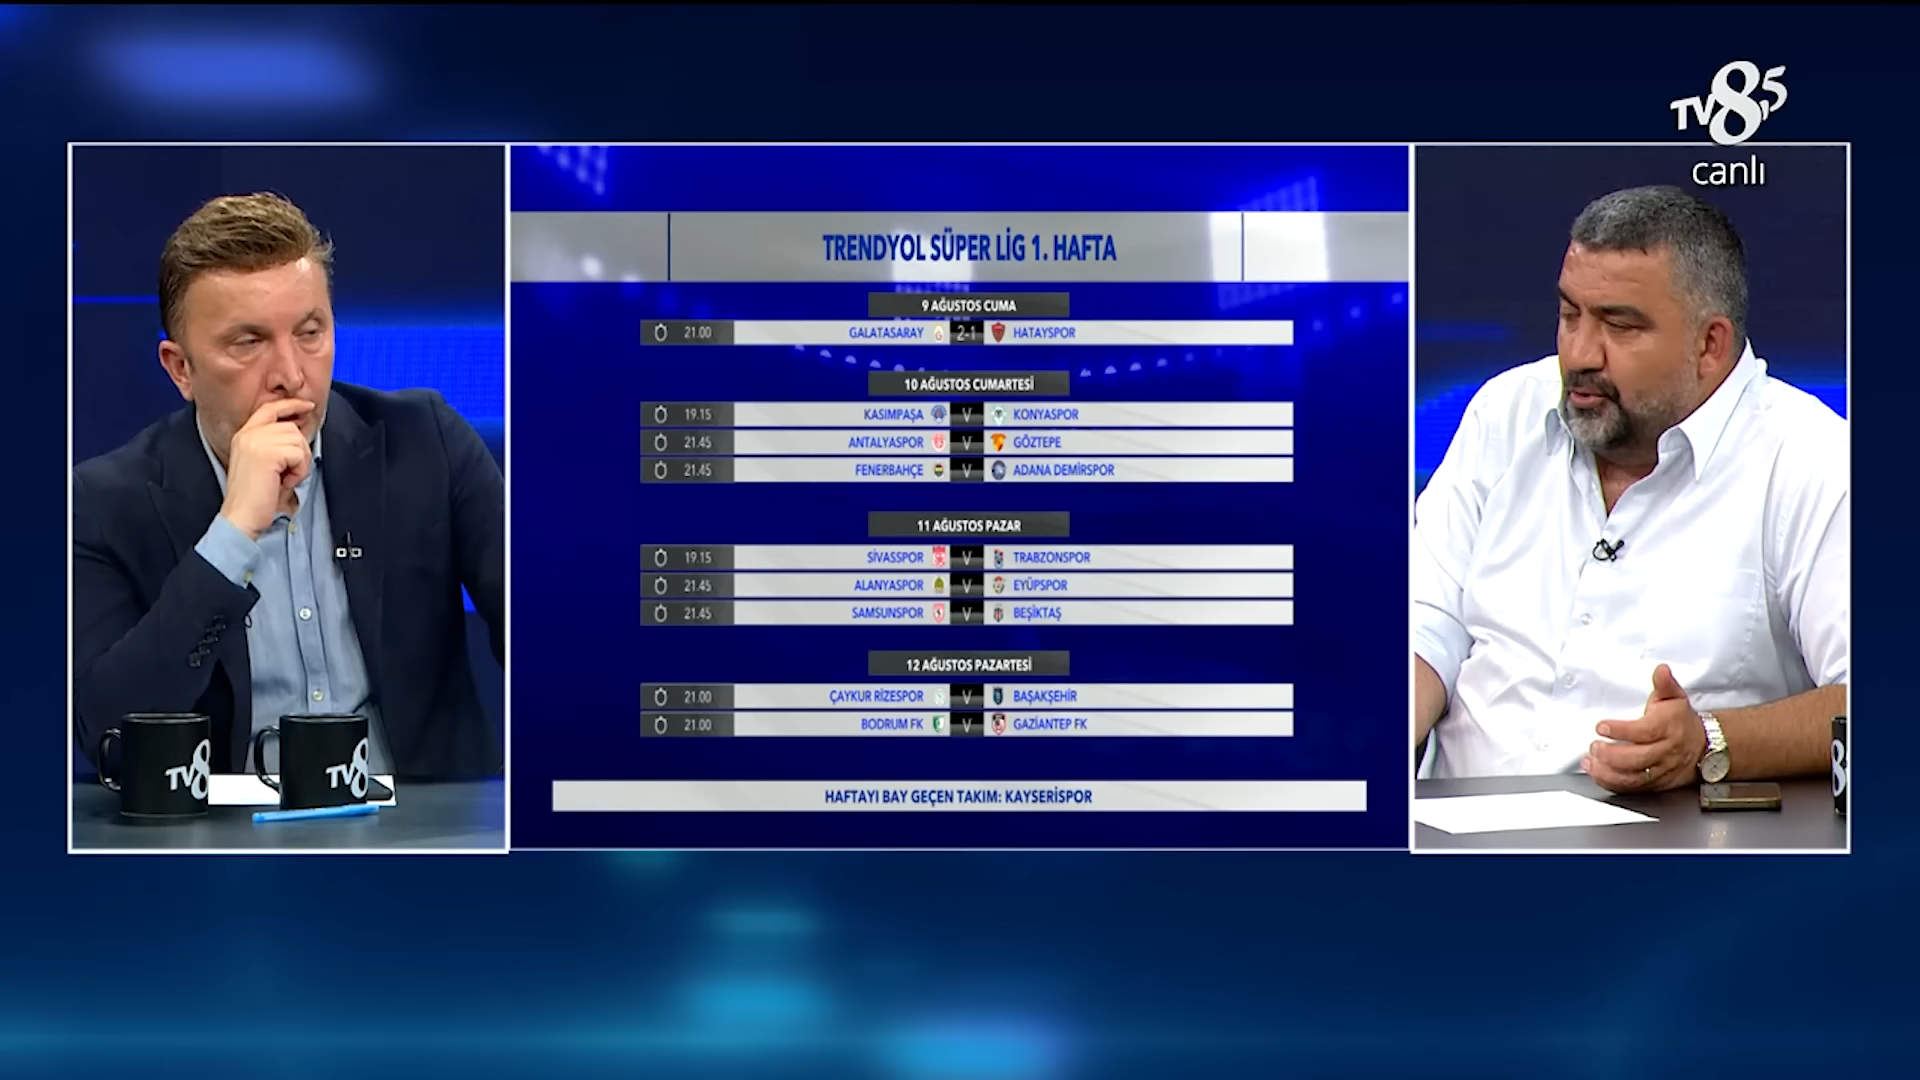 TV8,5
canlı
TRENDYOL SÜPER LİG 1. HAFTA
9 AĞUSTOS CUMA
21.00 GALATASARAY 2-1 HATAYSPOR
10 AĞUSTOS CUMARTESİ
19.15 KASIMPAŞA V KONYASPOR
21.45 ANTALYASPOR V GÖZTEPE
21.45 FENERBAHÇE V ADANA DEMİRSPOR
11 AĞUSTOS PAZAR
19.15 SİVASSPOR V TRABZONSPOR
21.45 ALANYASPOR V EYÜPSPOR
21.45 SAMSUNSPOR V BEŞİKTAŞ
12 AĞUSTOS PAZARTESİ
21.00 ÇAYKUR RİZESPOR V BAŞAKŞEHİR
21.00 BODRUM FK V GAZİANTEP FK
HAFTAYI BAY GEÇEN TAKIM: KAYSERİSPOR
TV8
TV8
8